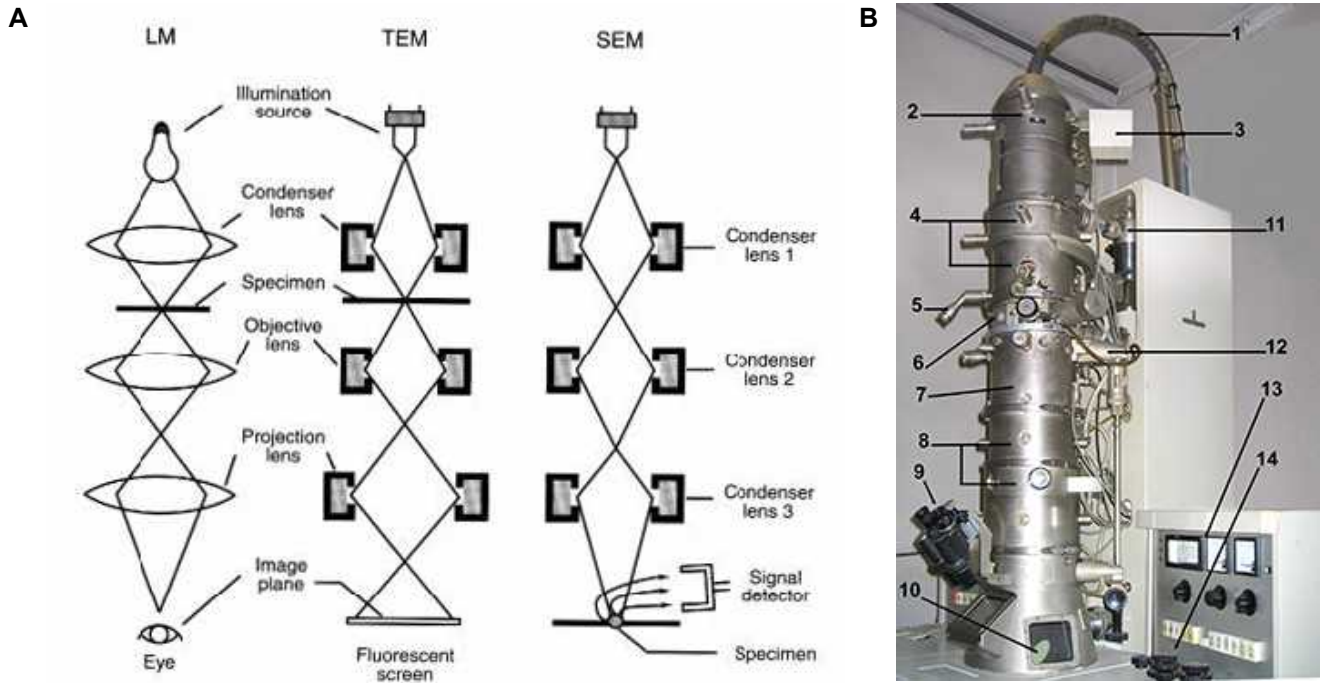 A
LM
TEM
SEM
Illumination
source
Condenser
lens
Specimen
Objective
lens
Projection
lens
Image
plane
Eye
Fluorescent
screen
Condenser
lens 1
Condenser
lens 2
Condenser
lens 3
Signal
detector
Specimen
B
1
2
3
4
5
6
7
8
9
10
11
12
13
14